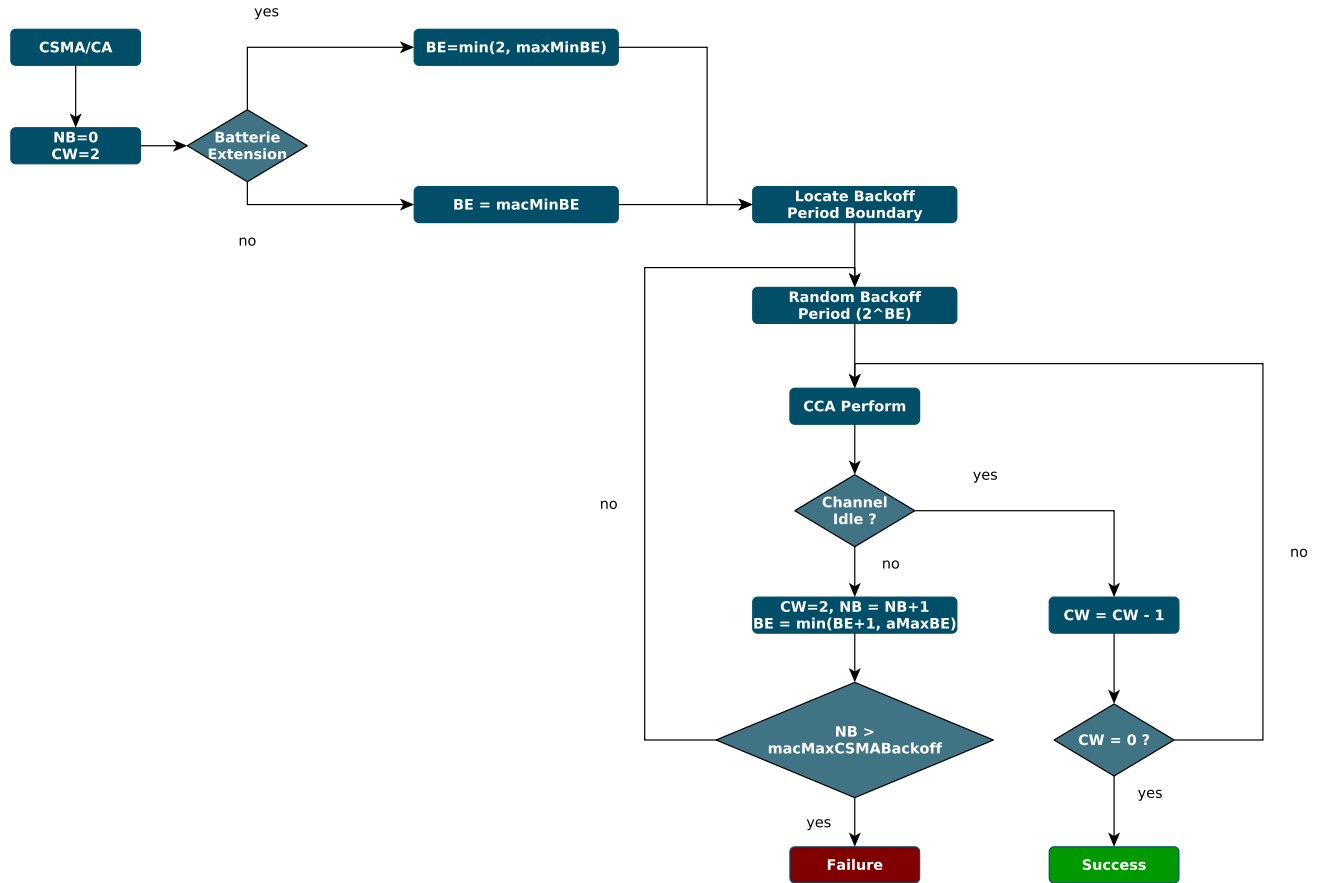 yes
CSMA/CA
BE=min(2, maxMinBE)
NB=0
CW=2
Batterie
Extension
BE = macMinBE
no
Locate Backoff
Period Boundary
Random Backoff
Period (2^BE)
CCA Perform
Channel
Idle ?
yes
no
no
no
CW=2, NB = NB+1
BE = min(BE+1, aMaxBE)
CW = CW - 1
NB >
macMaxCSMABackoff
CW = 0 ?
yes
yes
Failure
Success